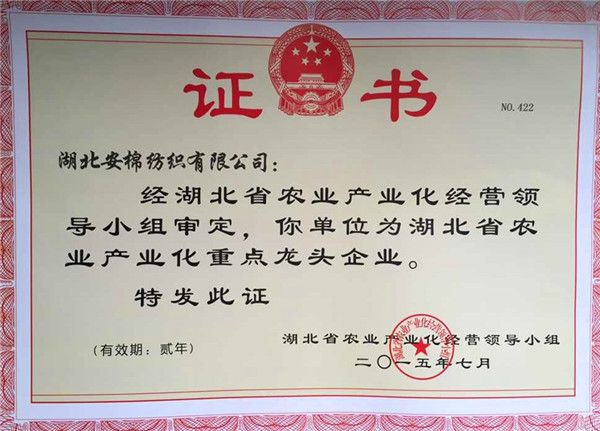 证书
NO.422
湖北安棉纺织有限公司：
经湖北省农业产业化经营领
导小组审定，你单位为湖北省农
业产业化重点龙头企业。
特发此证
（有效期：贰年）
湖北省农业产业化经营领导小组
二〇一五年七月